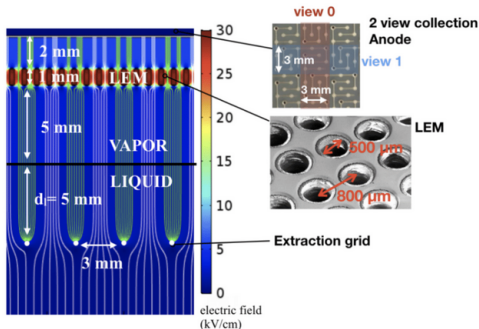 view 0
2 view collection
Anode
view 1
3 mm
3 mm
2 mm
1 mm
LEM
5 mm
VAPOR
LIQUID
d₁= 5 mm
3 mm
30
25
20
15
10
5
0
electric field
(kV/cm)
LEM
500 µm
800 µm
Extraction grid